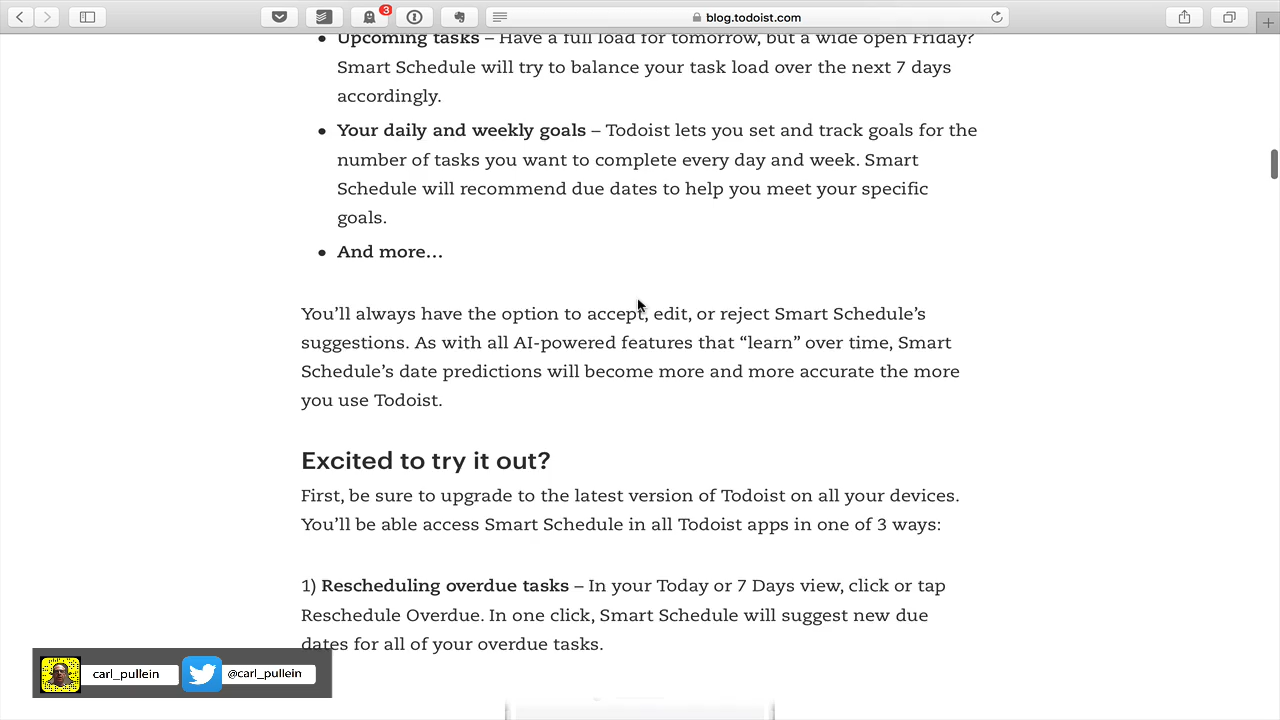 3
blog.todoist.com
Upcoming tasks – Have a full load for tomorrow, but a wide open Friday?
Smart Schedule will try to balance your task load over the next 7 days
accordingly.
Your daily and weekly goals – Todoist lets you set and track goals for the
number of tasks you want to complete every day and week. Smart
Schedule will recommend due dates to help you meet your specific
goals.
And more…
You’ll always have the option to accept, edit, or reject Smart Schedule’s
suggestions. As with all AI-powered features that “learn” over time, Smart
Schedule’s date predictions will become more and more accurate the more
you use Todoist.
Excited to try it out?
First, be sure to upgrade to the latest version of Todoist on all your devices.
You’ll be able access Smart Schedule in all Todoist apps in one of 3 ways:
1) Rescheduling overdue tasks – In your Today or 7 Days view, click or tap
Reschedule Overdue. In one click, Smart Schedule will suggest new due
dates for all of your overdue tasks.
carl_pullein
@carl_pullein